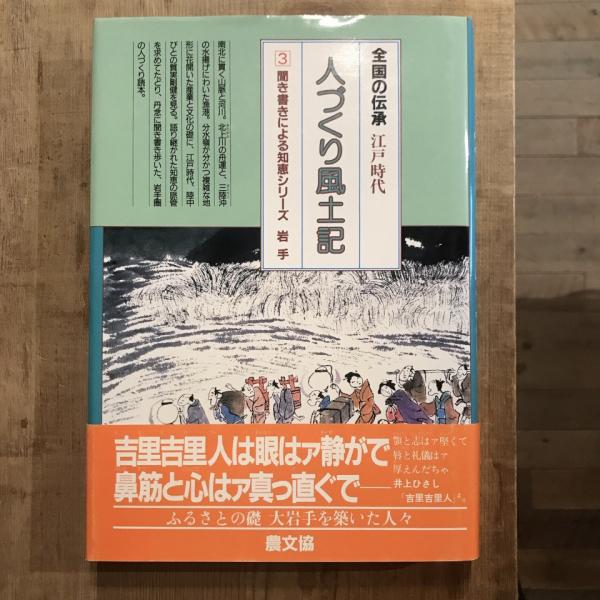 全国の伝承 江戸時代
人づくり風土記
3 聞き書きによる知恵シリーズ 岩手
南北に貫く山脈と河川。北上川の舟運と、三陸沖
の水揚げにわいた漁港。分水嶺が分かつ複雑な地
形に花開いた産業と文化の礎に、江戸時代、陸中
びとの質実剛健を見る。語り継がれた知恵の脈管
を求めてたどり、丹念に聞き書き歩いた、岩手圏
の人づくり読本。
吉里吉里人は眼はァ静がで
鼻筋と心はァ真っ直ぐで──
顎と志はァ堅くて
唇と礼儀はァ
厚えんだちゃ
井上ひさし
「吉里吉里人」より
ふるさとの礎 大岩手を築いた人々
農文協